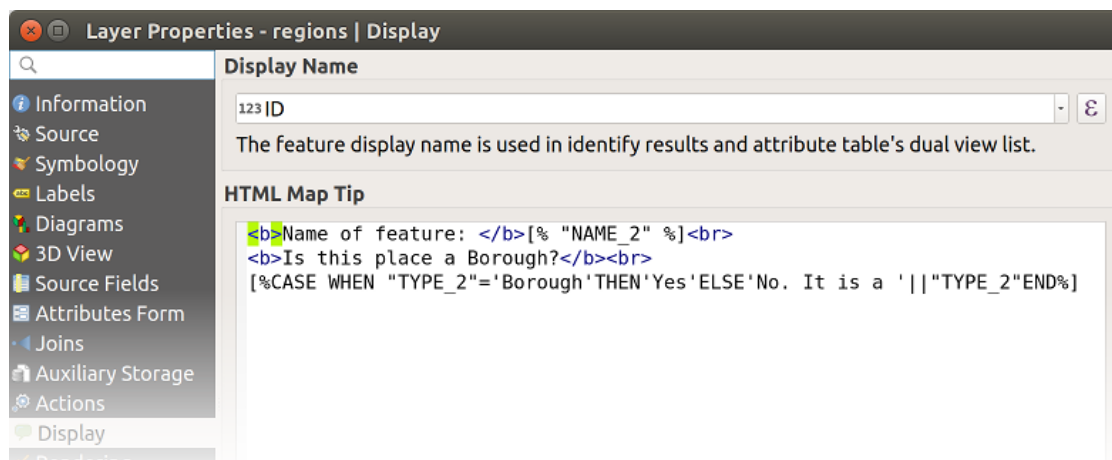 Layer Properties - regions | Display
Information
Source
Symbology
Labels
Diagrams
3D View
Source Fields
Attributes Form
Joins
Auxiliary Storage
Actions
Display
Rendering
Display Name
123 ID
ε
The feature display name is used in identify results and attribute table's dual view list.
HTML Map Tip
<b>Name of feature: </b>[% "NAME_2" %]<br>
<b>Is this place a Borough?</b><br>
[%CASE WHEN "TYPE_2"='Borough'THEN'Yes'ELSE'No. It is a '||"TYPE_2"END%]